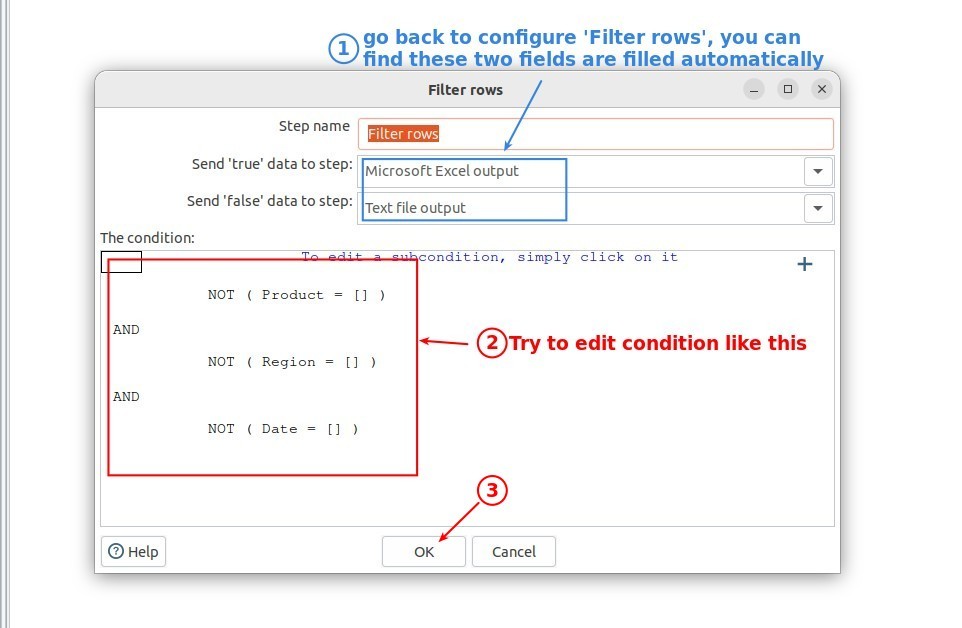 1 go back to configure 'Filter rows', you can
find these two fields are filled automatically
Filter rows
Step name Filter rows
Send 'true' data to step: Microsoft Excel output
Send 'false' data to step: Text file output
The condition:
To edit a subcondition, simply click on it
NOT ( Product = [] )
AND
2 Try to edit condition like this
NOT ( Region = [] )
AND
NOT ( Date = [] )
3
? Help OK Cancel